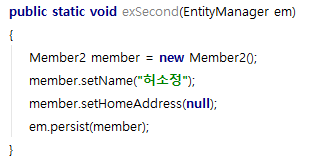 public static void exSecond(EntityManager em)
{
Member2 member = new Member2();
member.setName("허소정");
member.setHomeAddress(null);
em.persist(member);
}